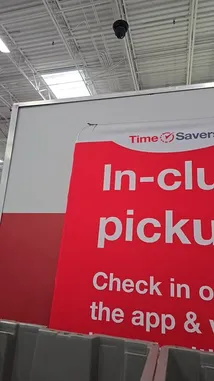 Time Saver
In-clu
picku
Check in o
the app & v